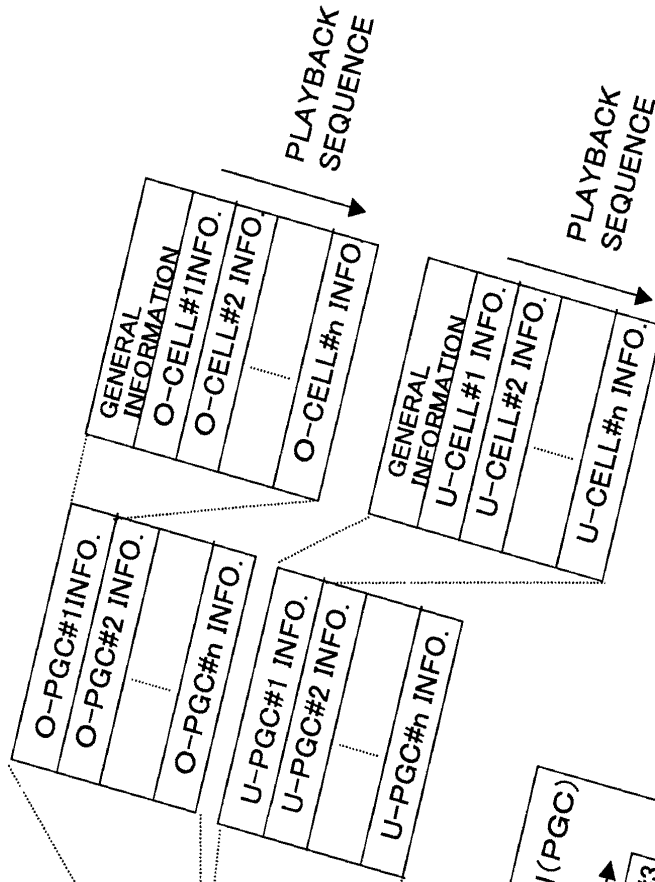 GENERAL
INFORMATION
O-CELL#1INFO.
O-CELL#2 INFO.
O-CELL#n INFO
PLAYBACK
SEQUENCE
O-PGC#1INFO.
O-PGC#2 INFO.
O-PGC#n INFO.
GENERAL
INFORMATION
U-CELL#1 INFO.
U-CELL#2 INFO.
U-CELL#n INFO.
PLAYBACK
SEQUENCE
U-PGC#1 INFO.
U-PGC#2 INFO.
U-PGC#n INFO.
(PGC)
#3